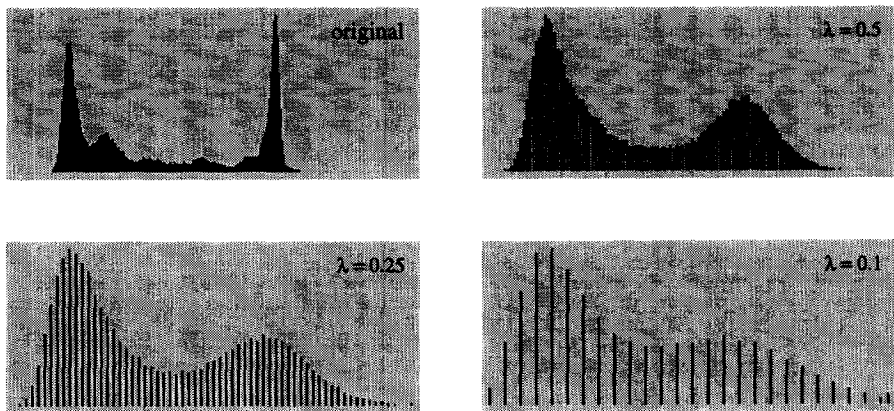 original
λ = 0.5
λ = 0.25
λ = 0.1